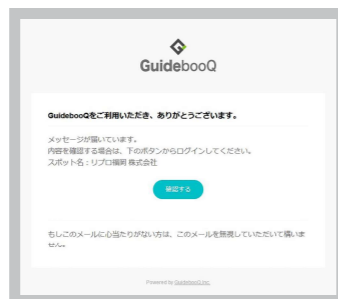 GuidebooQ
GuidebooQをご利用いただき、ありがとうございます。
メッセージが届いています。
内容を確認する場合は、下のボタンからログインしてください。
スポット名：リプロ福岡 株式会社
確認する
もしこのメールに心当たりがない方は、このメールを無視していただいて構いま
せん。
Powered by GuidebooQ Inc.